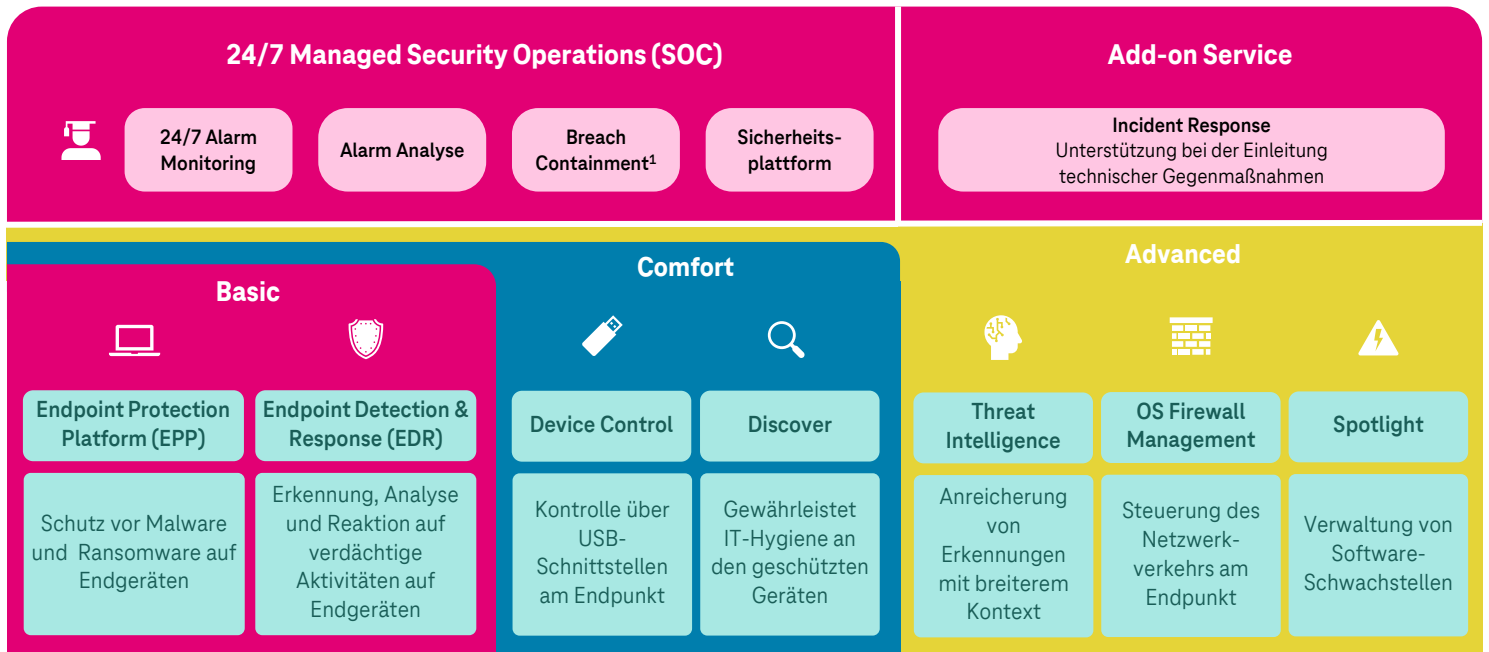 24/7 Managed Security Operations (SOC)
Add-on Service
24/7 Alarm
Monitoring
Alarm Analyse
Breach
Containment¹
Sicherheits-
plattform
Incident Response
Unterstützung bei der Einleitung
technischer Gegenmaßnahmen
Basic
Comfort
Advanced
Endpoint Protection
Platform (EPP)
Endpoint Detection &
Response (EDR)
Device Control
Discover
Threat
Intelligence
OS Firewall
Management
Spotlight
Schutz vor Malware
und Ransomware auf
Endgeräten
Erkennung, Analyse
und Reaktion auf
verdächtige
Aktivitäten auf
Endgeräten
Kontrolle über
USB-
Schnittstellen
am Endpunkt
Gewährleistet
IT-Hygiene an
den geschützten
Geräten
Anreicherung
von
Erkennungen
mit breiterem
Kontext
Steuerung des
Netzwerk-
verkehrs am
Endpunkt
Verwaltung von
Software-
Schwachstellen